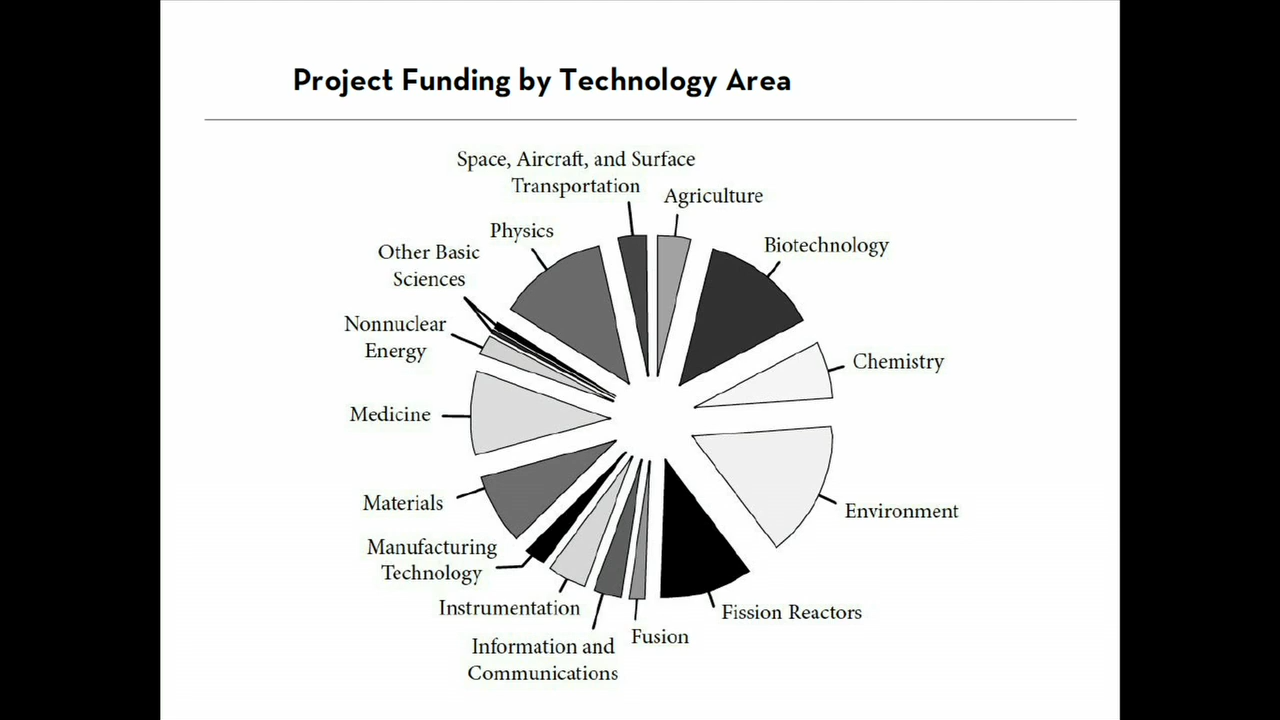 Project Funding by Technology Area
Space, Aircraft, and Surface
Transportation
Agriculture
Physics
Biotechnology
Other Basic
Sciences
Nonnuclear
Energy
Chemistry
Medicine
Materials
Environment
Manufacturing
Technology
Instrumentation
Fission Reactors
Information and
Communications
Fusion